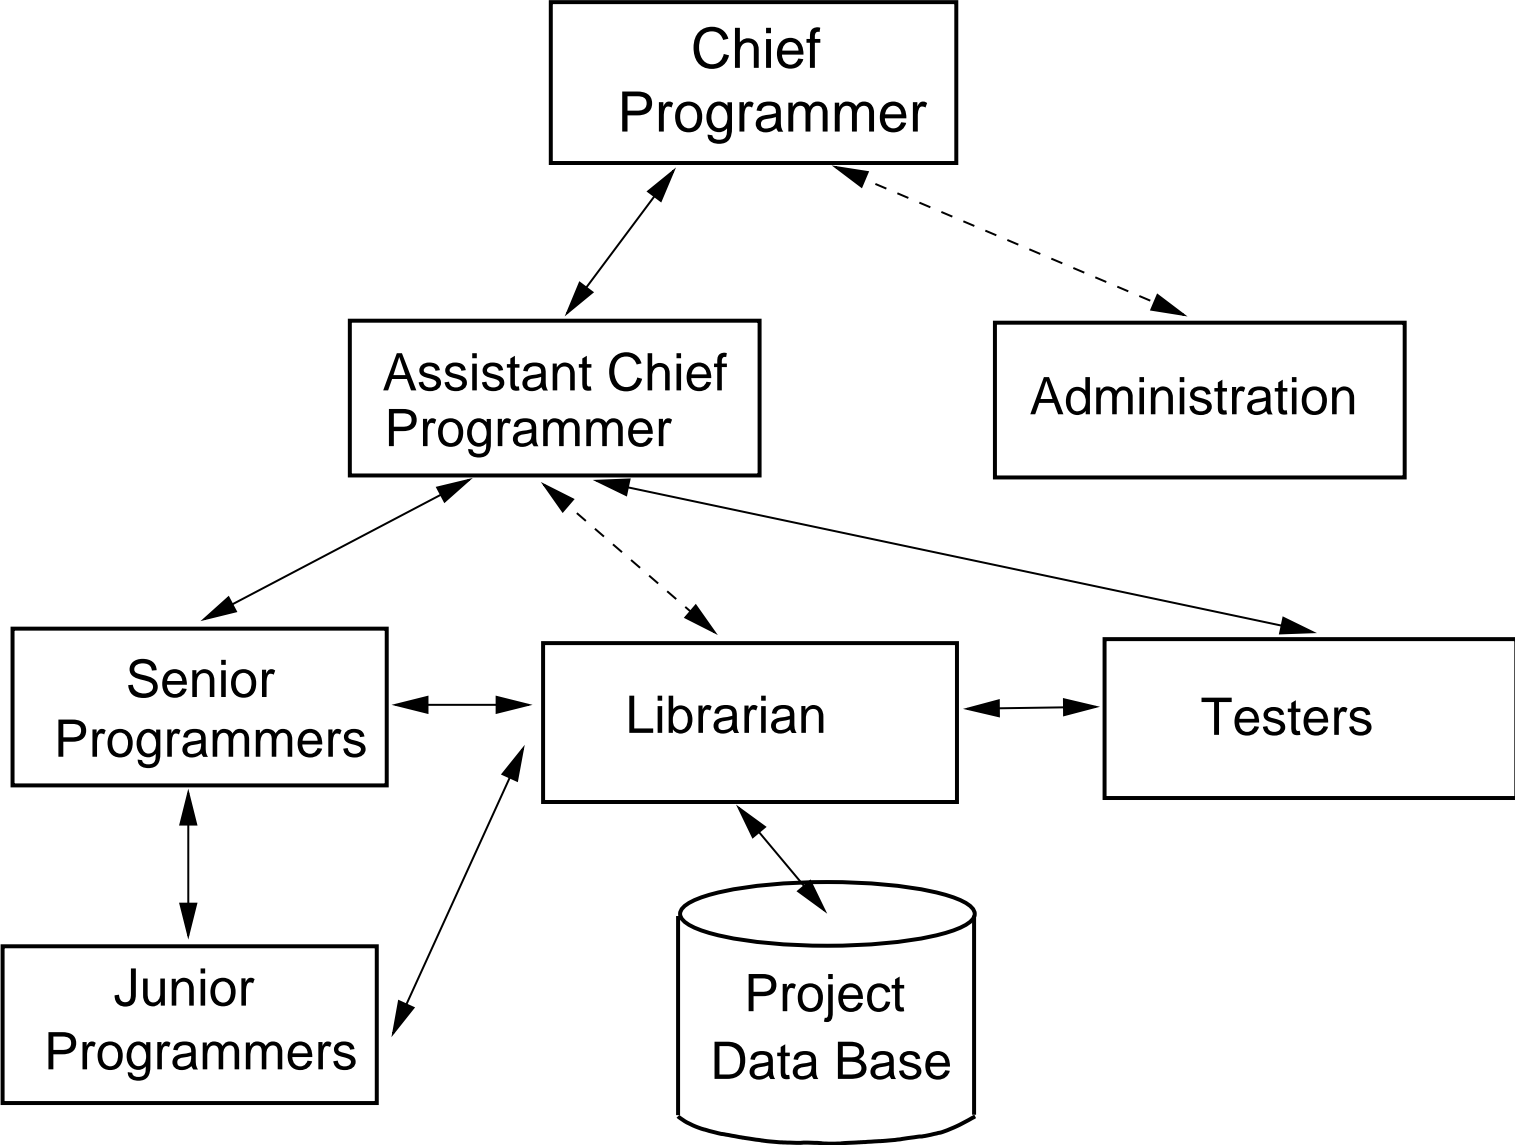 Chief
Programmer
Assistant Chief
Programmer
Administration
Senior
Programmers
Librarian
Testers
Junior
Programmers
Project
Data Base